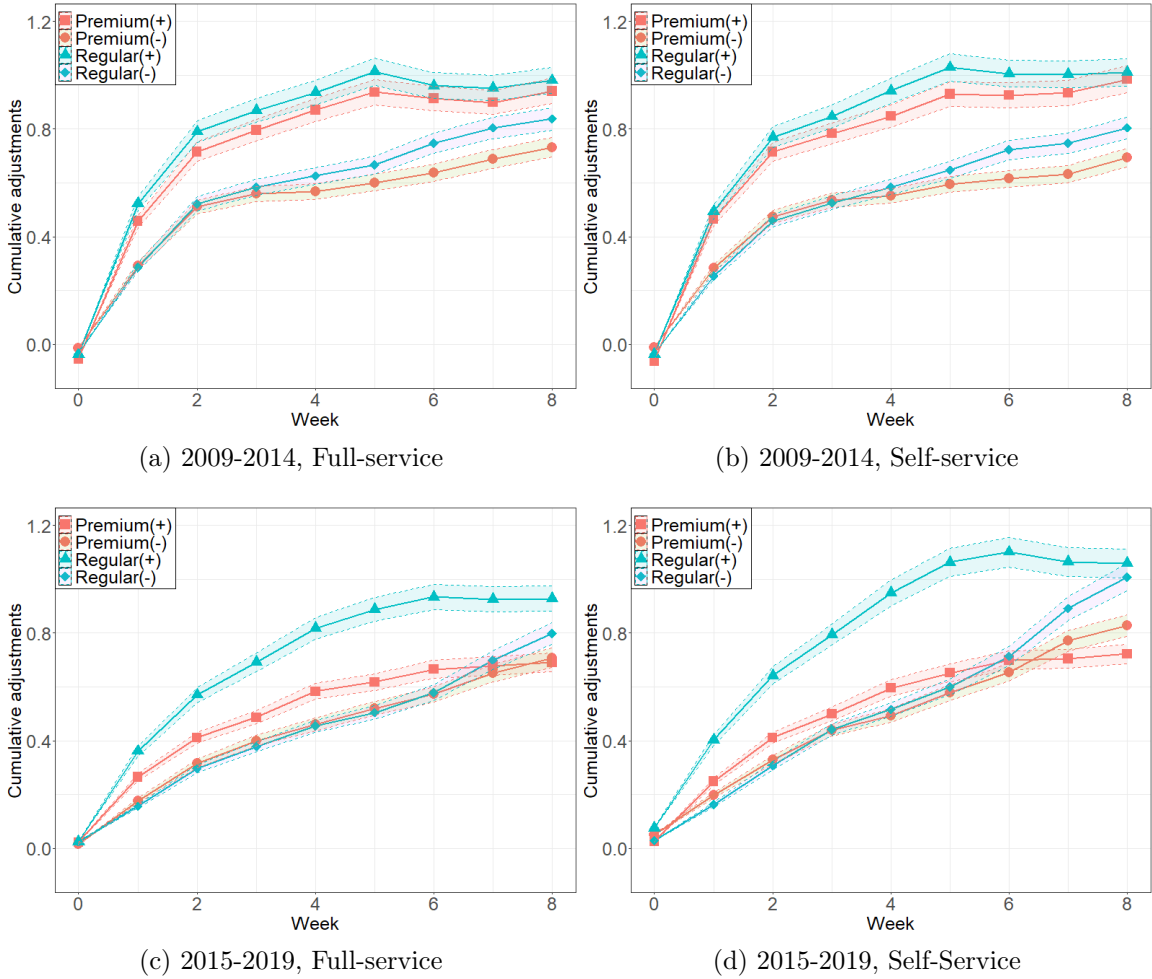 Cumulative adjustments
1.2
0.8
0.4
0.0
Premium(+)
Premium(-)
Regular(+)
Regular(-)
0 2 4 6 8
Week
(a) 2009-2014, Full-service
Cumulative adjustments
1.2
0.8
0.4
0.0
Premium(+)
Premium(-)
Regular(+)
Regular(-)
0 2 4 6 8
Week
(b) 2009-2014, Self-service
Cumulative adjustments
1.2
0.8
0.4
0.0
Premium(+)
Premium(-)
Regular(+)
Regular(-)
0 2 4 6 8
Week
(c) 2015-2019, Full-service
Cumulative adjustments
1.2
0.8
0.4
0.0
Premium(+)
Premium(-)
Regular(+)
Regular(-)
0 2 4 6 8
Week
(d) 2015-2019, Self-Service